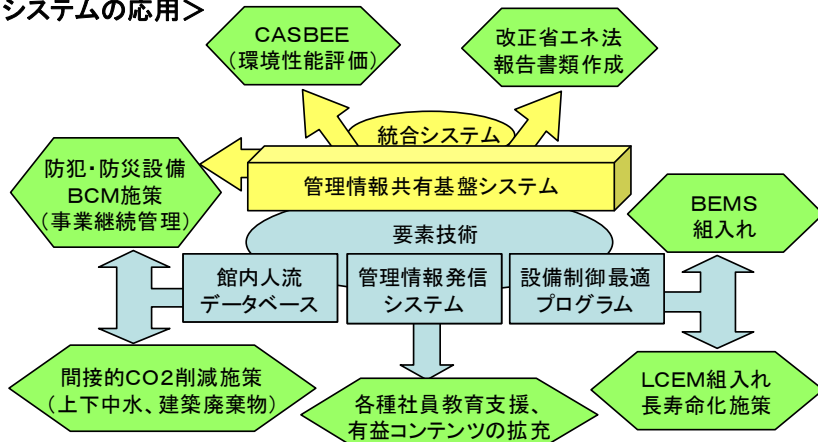 システムの応用＞
CASBEE
（環境性能評価）
改正省エネ法
報告書類作成
統合システム
防犯・防災設備
BCM施策
（事業継続管理）
管理情報共有基盤システム
BEMS
組入れ
要素技術
館内人流
データベース
管理情報発信
システム
設備制御最適
プログラム
間接的CO2削減施策
（上下中水、建築廃棄物）
各種社員教育支援、
有益コンテンツの拡充
LCEM組入れ
長寿命化施策